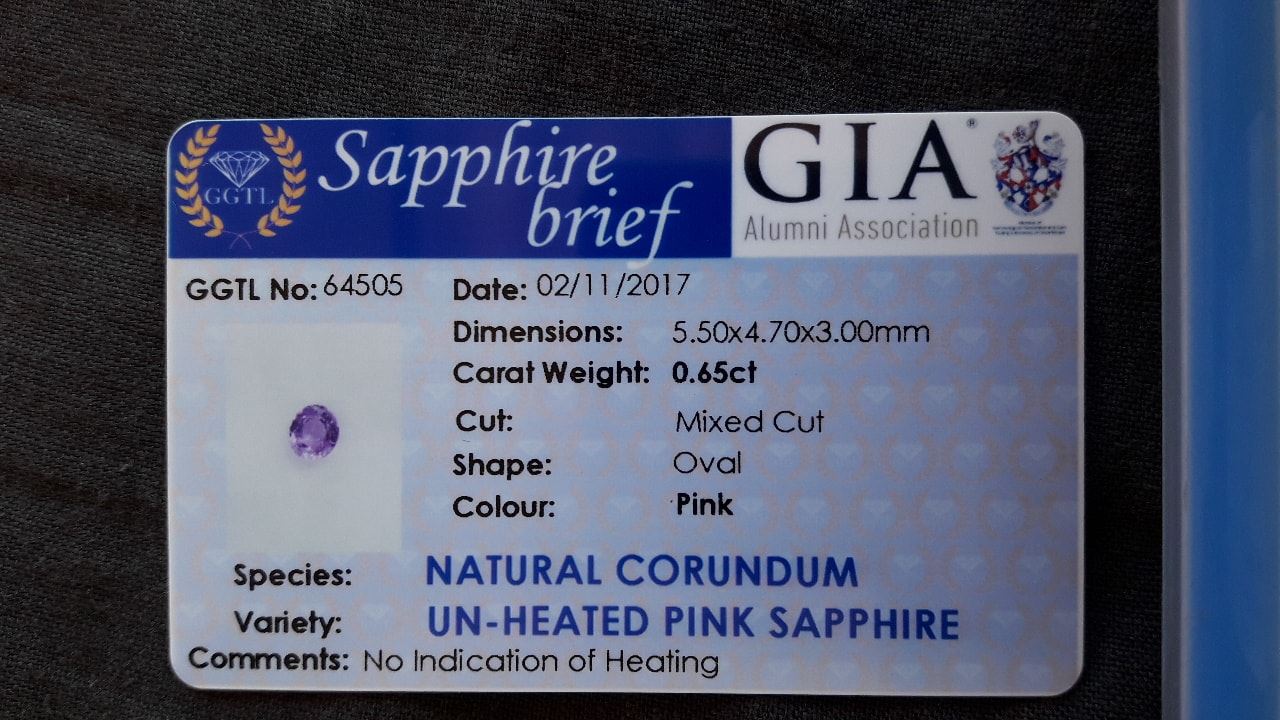 GGTL
Sapphire
brief
GIA®
Alumni Association
GGTL No: 64505
Date: 02/11/2017
Dimensions: 5.50x4.70x3.00mm
Carat Weight: 0.65ct
Cut: Mixed Cut
Shape: Oval
Colour: Pink
Species: NATURAL CORUNDUM
Variety: UN-HEATED PINK SAPPHIRE
Comments: No Indication of Heating